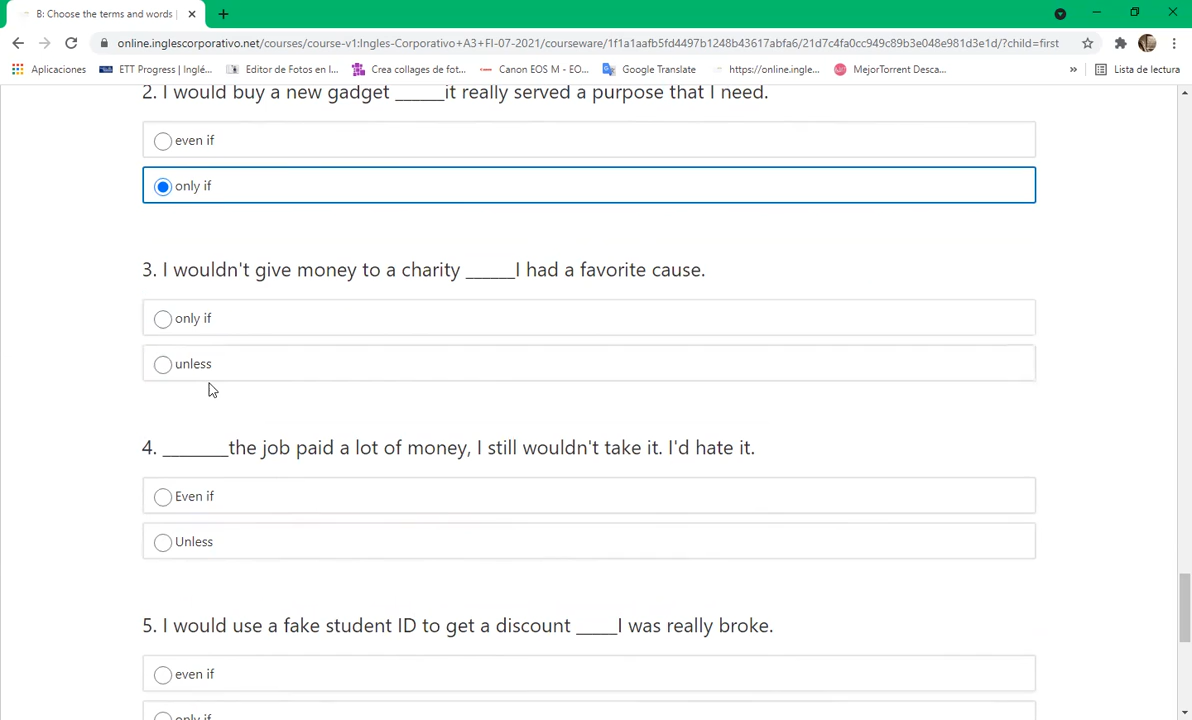 B: Choose the terms and words |
online.inglescorporativo.net/courses/course-v1:Ingles-Corporativo+A3+FI-07-2021/courseware/1f1a1aafb5fd4497b1248b43617abfa6/21d7c4fa0cc949c89b3e048e981d3e1d/?child=first
Aplicaciones ETT Progress | Inglé... Editor de Fotos en l... Crea collages de fot... Canon EOS M - EO... Google Translate https://online.ingle... MejorTorrent Desca... » Lista de lectura
2. I would buy a new gadget ______it really served a purpose that I need.
even if
only if
3. I wouldn't give money to a charity ______I had a favorite cause.
only if
unless
4. ________the job paid a lot of money, I still wouldn't take it. I'd hate it.
Even if
Unless
5. I would use a fake student ID to get a discount _____I was really broke.
even if
only if